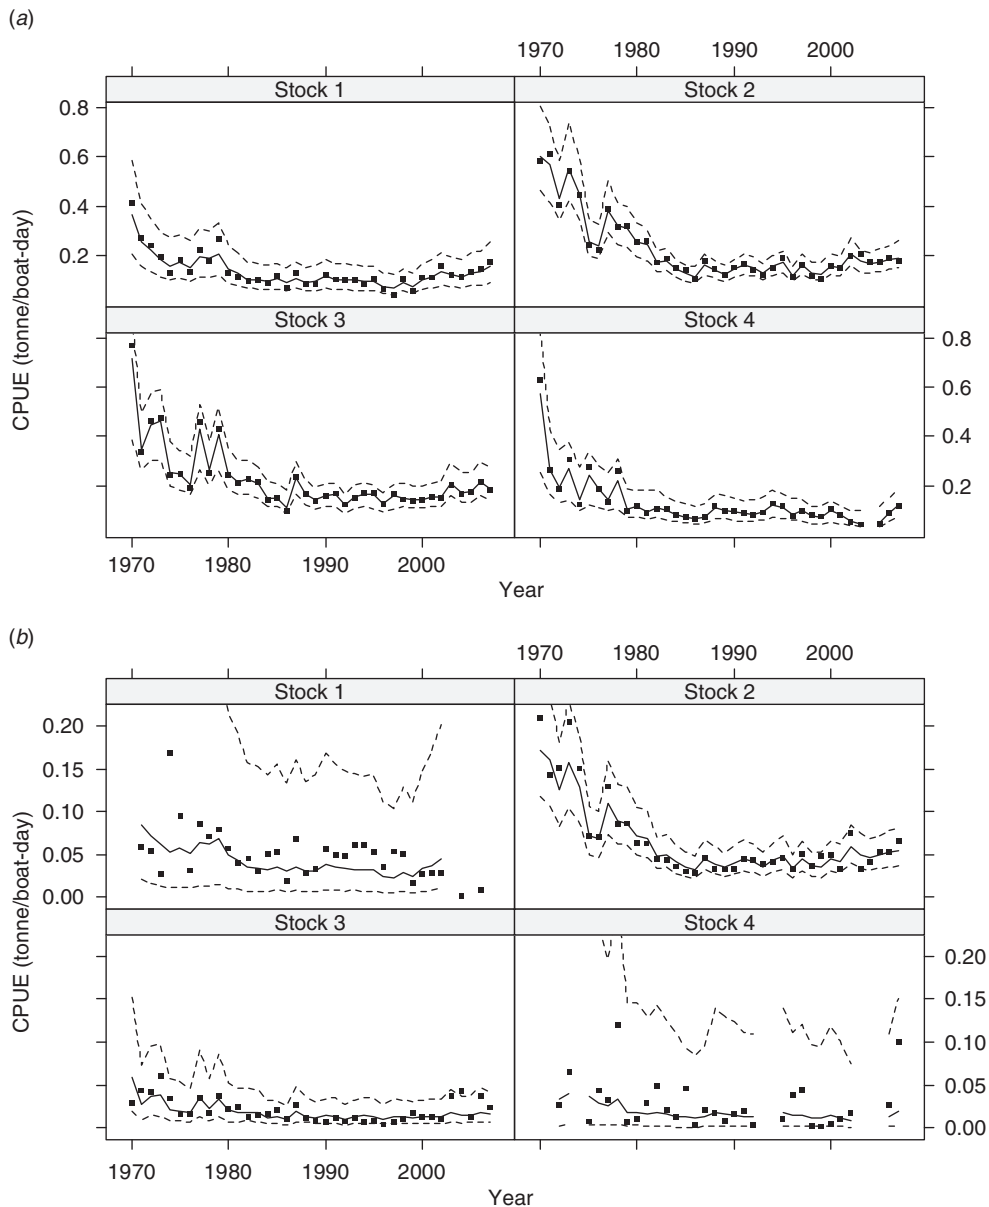 (a)
1970 1980 1990 2000
Stock 1 Stock 2
0.8
0.6
0.4
0.2
CPUE (tonne/boat-day)
Stock 3 Stock 4
0.8
0.6
0.4
0.2
1970 1980 1990 2000
Year
(b)
1970 1980 1990 2000
Stock 1 Stock 2
0.20
0.15
0.10
0.05
0.00
CPUE (tonne/boat-day)
Stock 3 Stock 4
0.20
0.15
0.10
0.05
0.00
1970 1980 1990 2000
Year